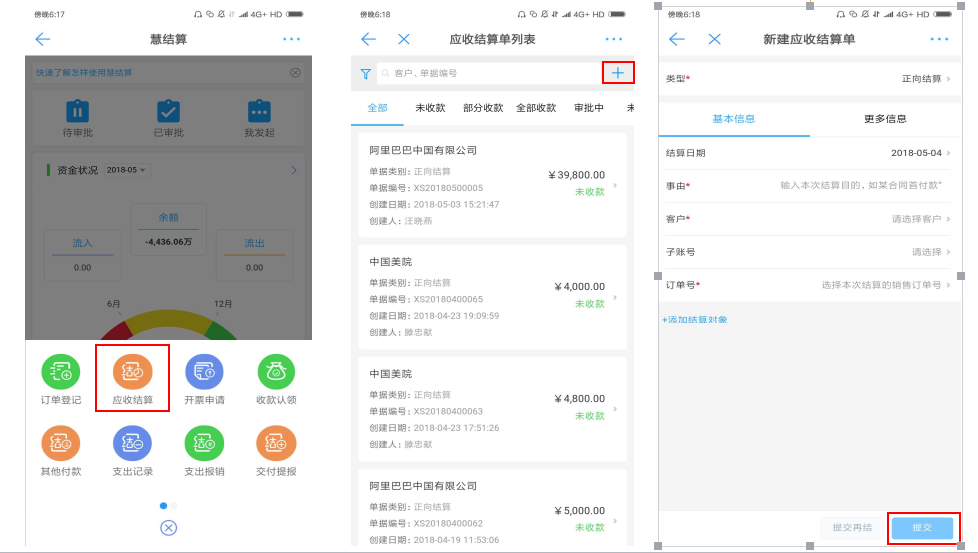 傍晚6:17
4G+ HD
慧结算
快速了解怎样使用慧结算
待审批
已审批
我发起
资金状况 2018-05
余额
-4,436.06万
流入
0.00
流出
0.00
6月
12月
订单登记
应收结算
开票申请
收款认领
其他付款
支出记录
支出报销
交付提报
傍晚6:18
4G+ HD
应收结算单列表
客户、单据编号
全部
未收款
部分收款
全部收款
审批中
阿里巴巴中国有限公司
单据类别: 正向结算
¥39,800.00
单据编号: XS20180500005
未收款
创建日期: 2018-05-03 15:21:47
创建人: 汪晓燕
中国美院
单据类别: 正向结算
¥4,000.00
单据编号: XS20180400065
未收款
创建日期: 2018-04-23 19:09:59
创建人: 滕忠献
中国美院
单据类别: 正向结算
¥4,800.00
单据编号: XS20180400063
未收款
创建日期: 2018-04-23 17:51:26
创建人: 滕忠献
阿里巴巴中国有限公司
单据类别: 正向结算
¥5,000.00
单据编号: XS20180400062
未收款
创建日期: 2018-04-19 11:53:06
傍晚6:18
4G+ HD
新建应收结算单
类型* 正向结算
基本信息
更多信息
结算日期 2018-05-04
事由* 输入本次结算目的, 如某合同首付款"
客户* 请选择客户
子账号 请选择
订单号* 选择本次结算的销售订单号
+添加结算对象
提交再结
提交